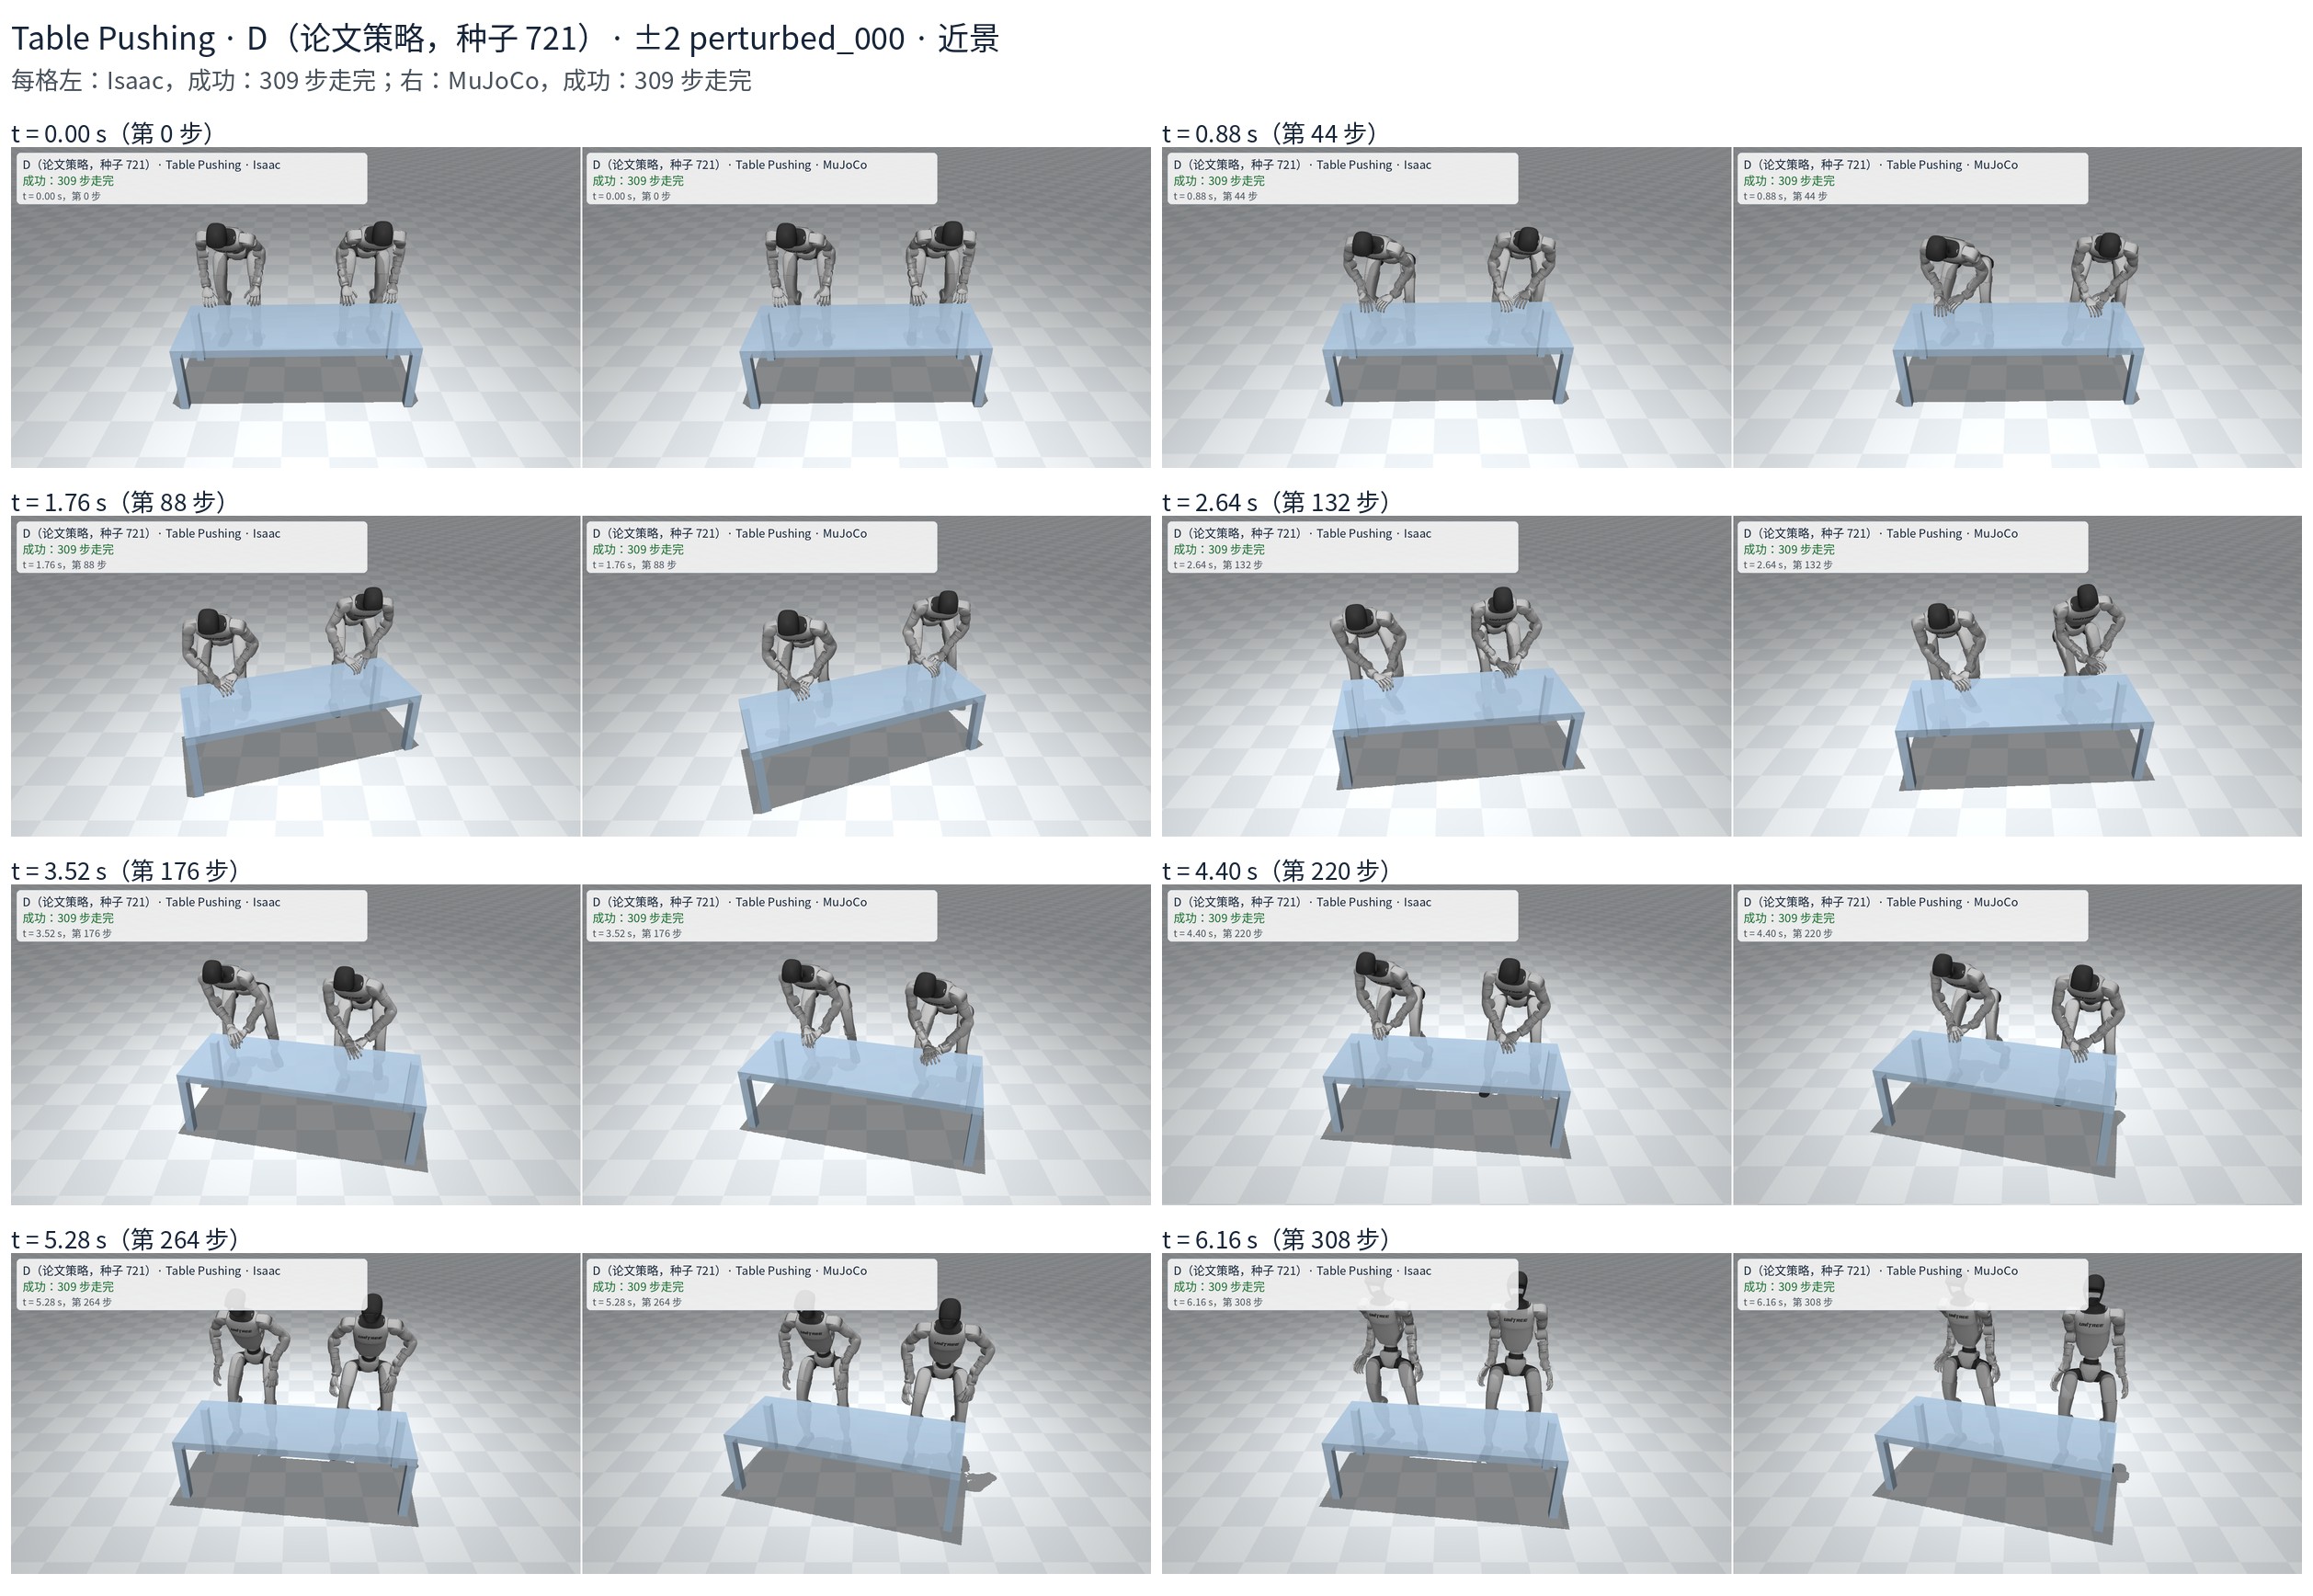 Table Pushing · D（论文策略，种子 721）· ±2 perturbed_000 · 近景
每格左：Isaac，成功：309 步走完；右：MuJoCo，成功：309 步走完
t = 0.00 s（第 0 步）
D（论文策略，种子 721）· Table Pushing · Isaac
成功：309 步走完
t = 0.00 s，第 0 步
D（论文策略，种子 721）· Table Pushing · MuJoCo
成功：309 步走完
t = 0.00 s，第 0 步
t = 0.88 s（第 44 步）
D（论文策略，种子 721）· Table Pushing · Isaac
成功：309 步走完
t = 0.88 s，第 44 步
D（论文策略，种子 721）· Table Pushing · MuJoCo
成功：309 步走完
t = 0.88 s，第 44 步
t = 1.76 s（第 88 步）
D（论文策略，种子 721）· Table Pushing · Isaac
成功：309 步走完
t = 1.76 s，第 88 步
D（论文策略，种子 721）· Table Pushing · MuJoCo
成功：309 步走完
t = 1.76 s，第 88 步
t = 2.64 s（第 132 步）
D（论文策略，种子 721）· Table Pushing · Isaac
成功：309 步走完
t = 2.64 s，第 132 步
D（论文策略，种子 721）· Table Pushing · MuJoCo
成功：309 步走完
t = 2.64 s，第 132 步
t = 3.52 s（第 176 步）
D（论文策略，种子 721）· Table Pushing · Isaac
成功：309 步走完
t = 3.52 s，第 176 步
D（论文策略，种子 721）· Table Pushing · MuJoCo
成功：309 步走完
t = 3.52 s，第 176 步
t = 4.40 s（第 220 步）
D（论文策略，种子 721）· Table Pushing · Isaac
成功：309 步走完
t = 4.40 s，第 220 步
D（论文策略，种子 721）· Table Pushing · MuJoCo
成功：309 步走完
t = 4.40 s，第 220 步
t = 5.28 s（第 264 步）
D（论文策略，种子 721）· Table Pushing · Isaac
成功：309 步走完
t = 5.28 s，第 264 步
D（论文策略，种子 721）· Table Pushing · MuJoCo
成功：309 步走完
t = 5.28 s，第 264 步
t = 6.16 s（第 308 步）
D（论文策略，种子 721）· Table Pushing · Isaac
成功：309 步走完
t = 6.16 s，第 308 步
D（论文策略，种子 721）· Table Pushing · MuJoCo
成功：309 步走完
t = 6.16 s，第 308 步